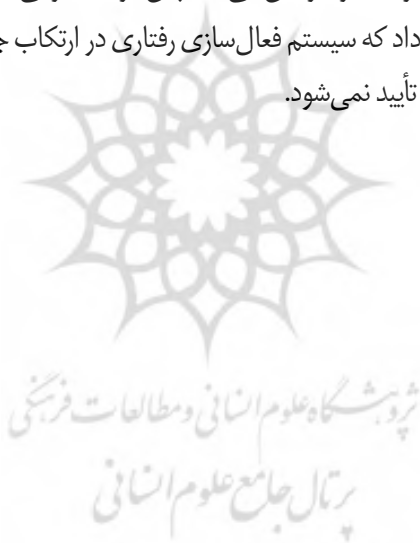 داد که سیستم فعال‌سازی رفتاری در ارتکاب
تأیید نمی‌شود.
پژوهشگاه علوم انسانی و مطالعات فرهنگی
پرتال جامع علوم انسانی